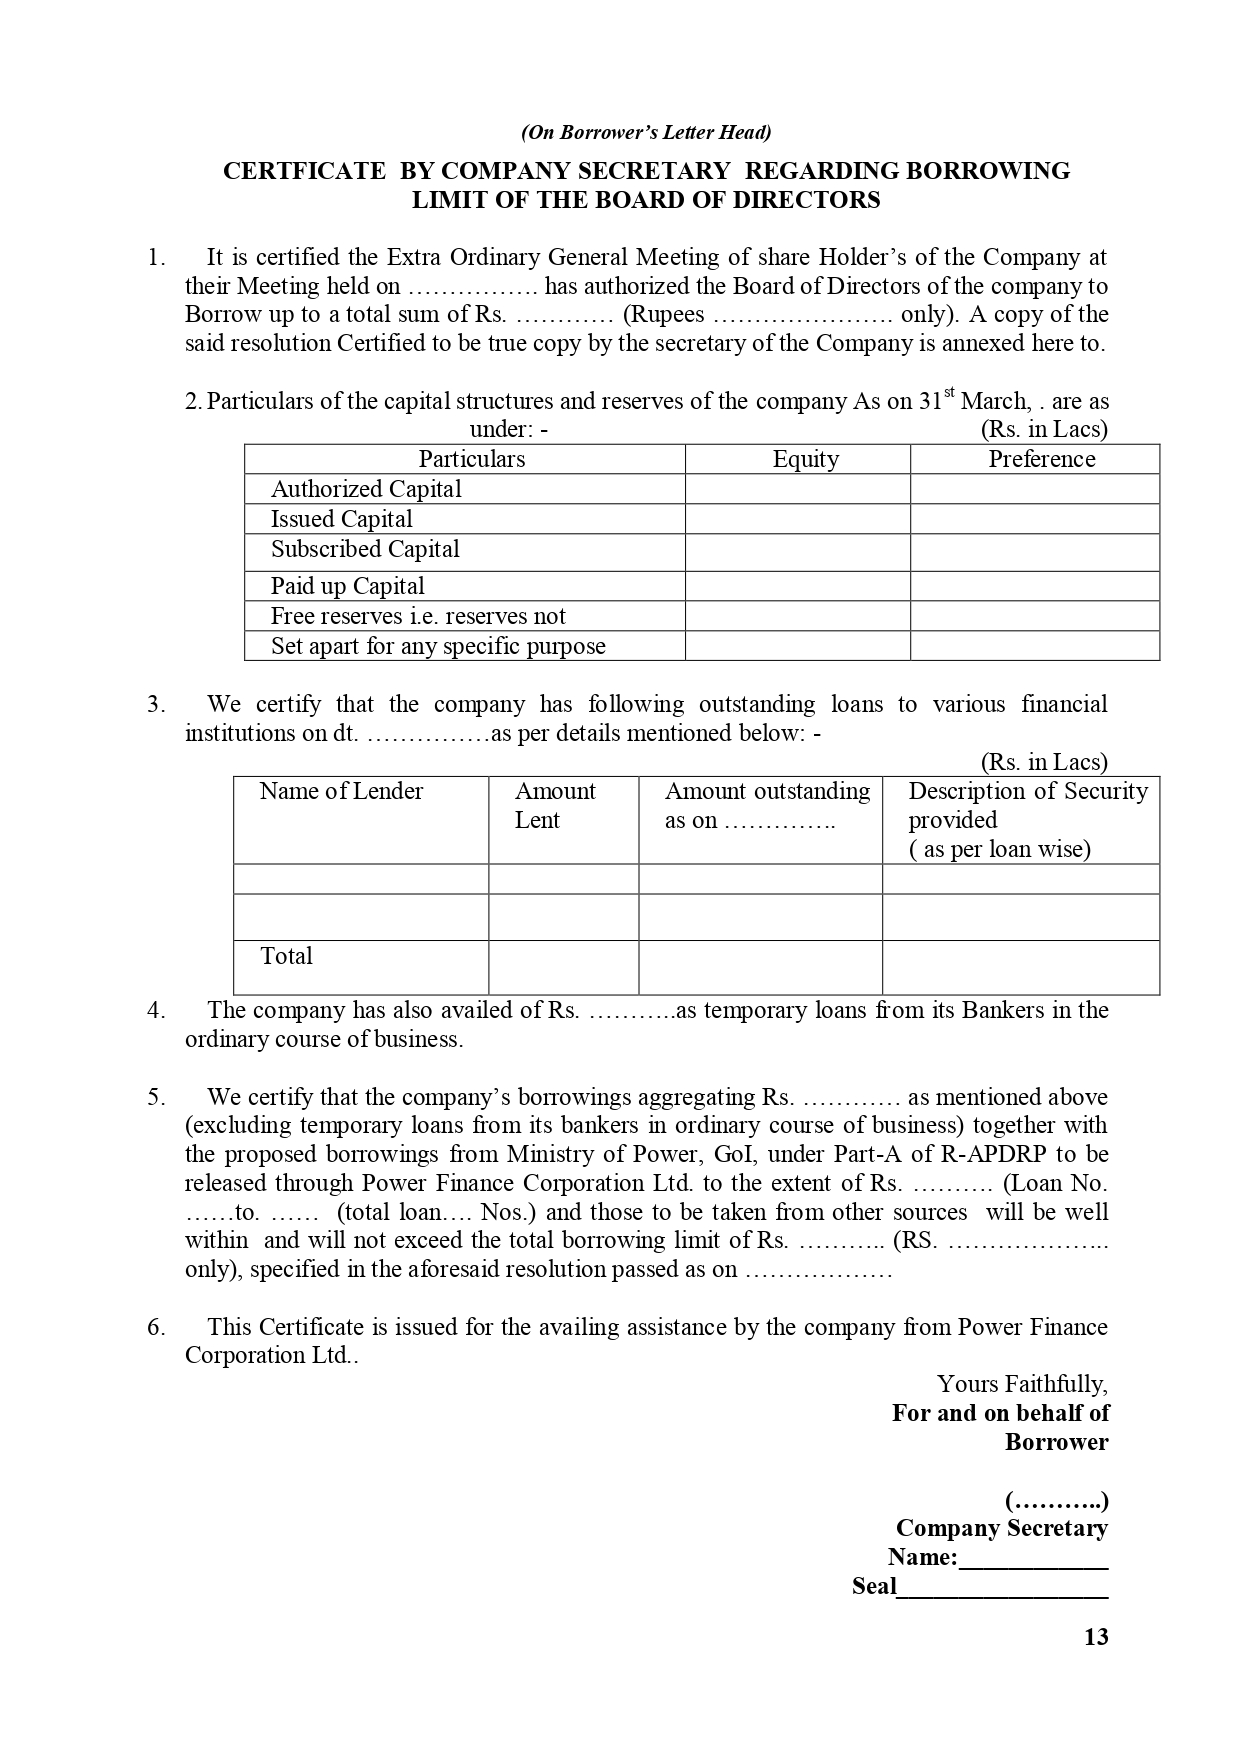 (On Borrower’s Letter Head)
CERTFICATE BY COMPANY SECRETARY REGARDING BORROWING
LIMIT OF THE BOARD OF DIRECTORS
1. It is certified the Extra Ordinary General Meeting of share Holder’s of the Company at
their Meeting held on ……………. has authorized the Board of Directors of the company to
Borrow up to a total sum of Rs. ………… (Rupees …………………. only). A copy of the
said resolution Certified to be true copy by the secretary of the Company is annexed here to.
2. Particulars of the capital structures and reserves of the company As on 31st March, . are as
under: - (Rs. in Lacs)
Particulars Equity Preference
Authorized Capital
Issued Capital
Subscribed Capital
Paid up Capital
Free reserves i.e. reserves not
Set apart for any specific purpose
3. We certify that the company has following outstanding loans to various financial
institutions on dt. ……………as per details mentioned below: -
(Rs. in Lacs)
Name of Lender Amount Amount outstanding Description of Security
Lent as on ………….. provided
( as per loan wise)
Total
4. The company has also availed of Rs. ………..as temporary loans from its Bankers in the
ordinary course of business.
5. We certify that the company’s borrowings aggregating Rs. ………… as mentioned above
(excluding temporary loans from its bankers in ordinary course of business) together with
the proposed borrowings from Ministry of Power, GoI, under Part-A of R-APDRP to be
released through Power Finance Corporation Ltd. to the extent of Rs. ………. (Loan No.
……to. …… (total loan…. Nos.) and those to be taken from other sources will be well
within and will not exceed the total borrowing limit of Rs. ……….. (RS. ………………..
only), specified in the aforesaid resolution passed as on ………………
6. This Certificate is issued for the availing assistance by the company from Power Finance
Corporation Ltd..
Yours Faithfully,
For and on behalf of
Borrower
(………..)
Company Secretary
Name:____________
Seal_________________
13